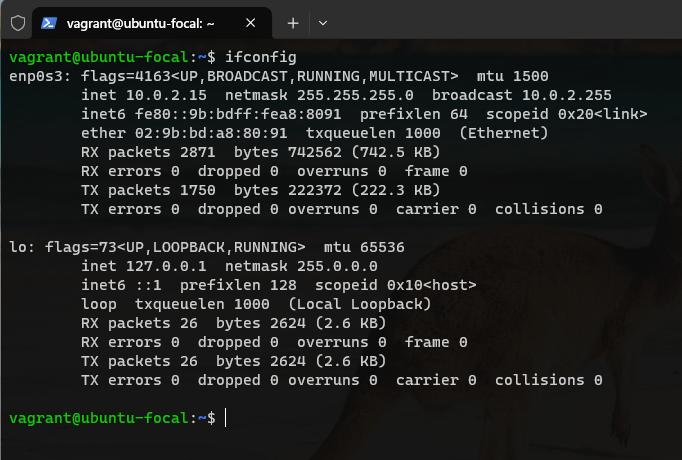 vagrant@ubuntu-focal: ~
vagrant@ubuntu-focal:~$ ifconfig
enp0s3: flags=4163<UP,BROADCAST,RUNNING,MULTICAST>  mtu 1500
        inet 10.0.2.15  netmask 255.255.255.0  broadcast 10.0.2.255
        inet6 fe80::9b:bdff:fea8:8091  prefixlen 64  scopeid 0x20<link>
        ether 02:9b:bd:a8:80:91  txqueuelen 1000  (Ethernet)
        RX packets 2871  bytes 742562 (742.5 KB)
        RX errors 0  dropped 0  overruns 0  frame 0
        TX packets 1750  bytes 222372 (222.3 KB)
        TX errors 0  dropped 0 overruns 0  carrier 0  collisions 0
lo: flags=73<UP,LOOPBACK,RUNNING>  mtu 65536
        inet 127.0.0.1  netmask 255.0.0.0
        inet6 ::1  prefixlen 128  scopeid 0x10<host>
        loop  txqueuelen 1000  (Local Loopback)
        RX packets 26  bytes 2624 (2.6 KB)
        RX errors 0  dropped 0  overruns 0  frame 0
        TX packets 26  bytes 2624 (2.6 KB)
        TX errors 0  dropped 0 overruns 0  carrier 0  collisions 0
vagrant@ubuntu-focal:~$